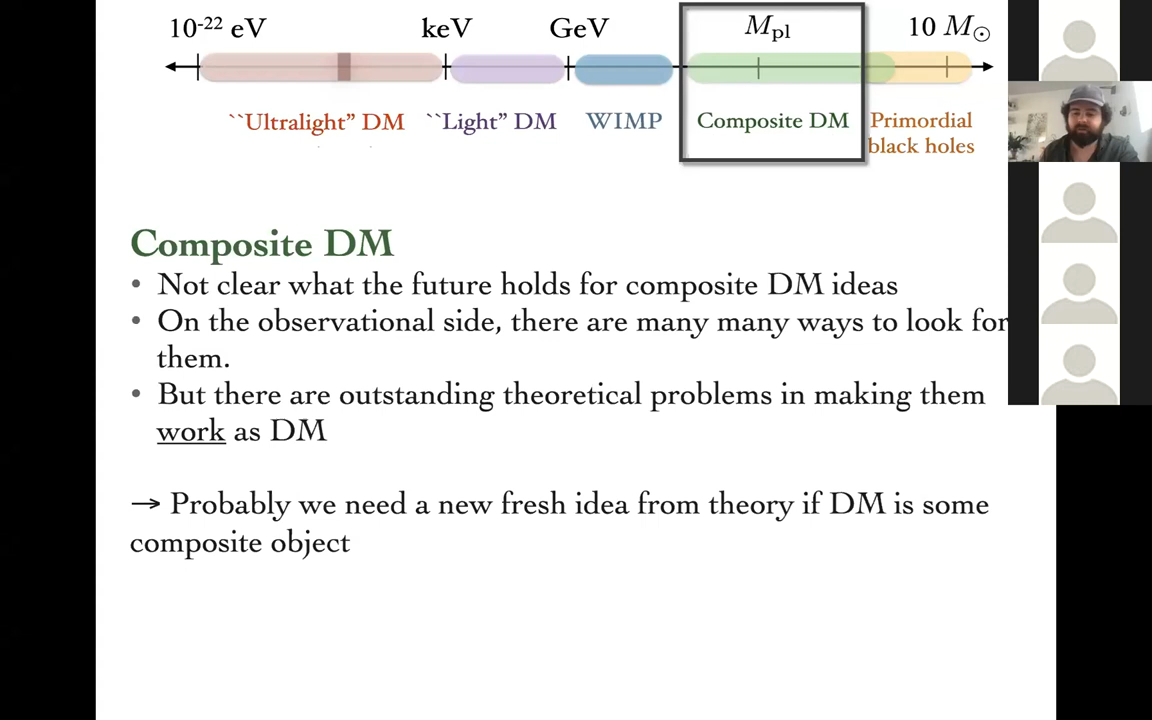 10-22 eV keV GeV Mpl 10 M☉
``Ultralight” DM ``Light” DM WIMP Composite DM Primordial
black holes
Composite DM
• Not clear what the future holds for composite DM ideas
• On the observational side, there are many many ways to look for
them.
• But there are outstanding theoretical problems in making them
work as DM
→ Probably we need a new fresh idea from theory if DM is some
composite object